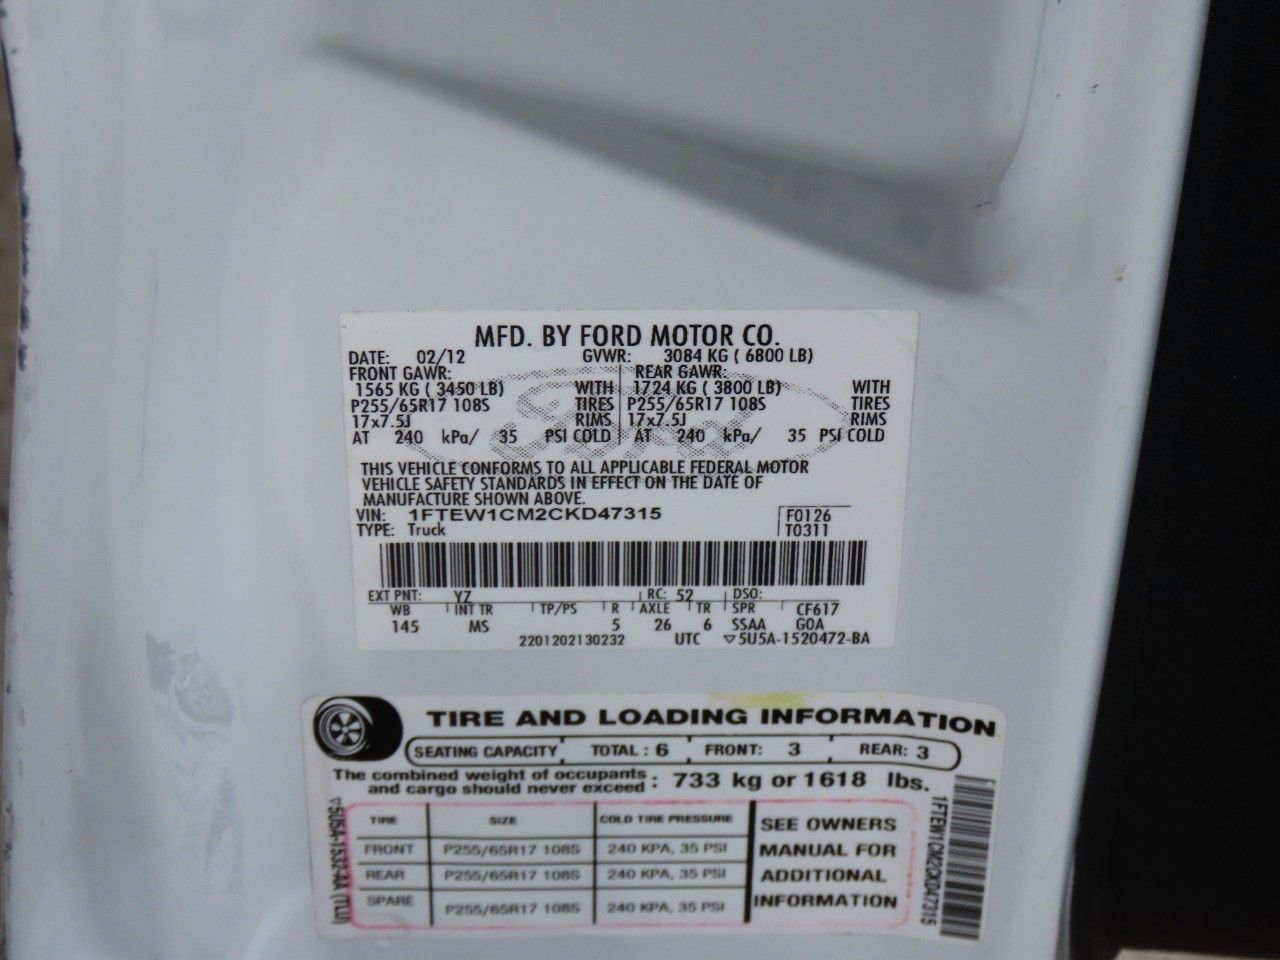 MFD. BY FORD MOTOR CO.
DATE: 02/12 GVWR: 3084 KG ( 6800 LB)
FRONT GAWR: REAR GAWR:
1565 KG ( 3450 LB) WITH 1724 KG ( 3800 LB) WITH
P255/65R17 108S TIRES P255/65R17 108S TIRES
17x7.5J RIMS 17x7.5J RIMS
AT 240 kPa/ 35 PSI COLD AT 240 kPa/ 35 PSI COLD
Ford
THIS VEHICLE CONFORMS TO ALL APPLICABLE FEDERAL MOTOR
VEHICLE SAFETY STANDARDS IN EFFECT ON THE DATE OF
MANUFACTURE SHOWN ABOVE.
VIN: 1FTEW1CM2CKD47315 F0126
TYPE: Truck T0311
EXT PNT: YZ RC: 52 DSO:
WB INT TR TP/PS R AXLE TR SPR CF617
145 MS 5 26 6 SSAA GOA
2201202130232 UTC ▽5U5A-1520472-BA
TIRE AND LOADING INFORMATION
SEATING CAPACITY TOTAL : 6 FRONT: 3 REAR: 3
The combined weight of occupants
and cargo should never exceed : 733 kg or 1618 lbs.
TIRE SIZE COLD TIRE PRESSURE
FRONT P255/65R17 108S 240 KPA, 35 PSI
REAR P255/65R17 108S 240 KPA, 35 PSI
SPARE P255/65R17 108S 240 KPA, 35 PSI
SEE OWNERS
MANUAL FOR
ADDITIONAL
INFORMATION
▽5U5A-1532-AA (TLU)
1FTEW1CM2CKD47315